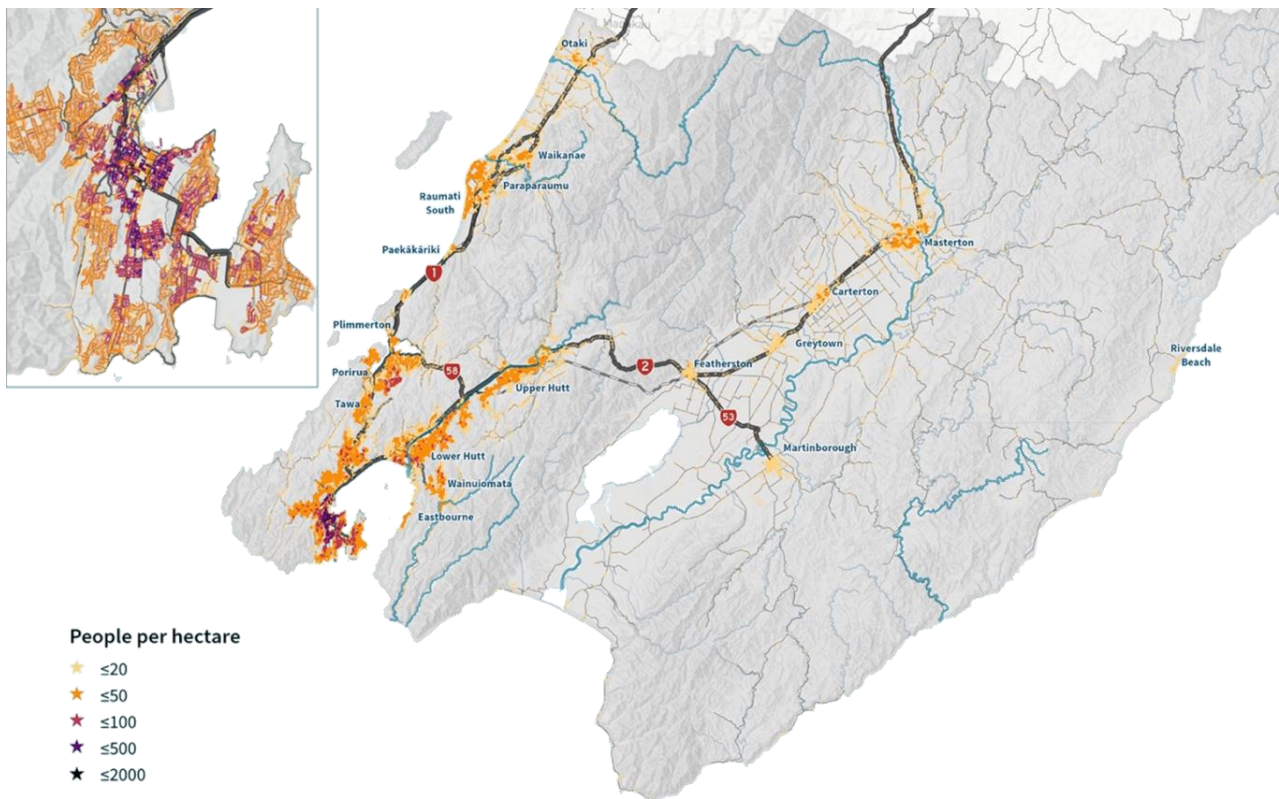 Manakau
Otaki
Waikanae
Paraparaumu
Raumati
South
Paekākāriki
1
Masterton
Carterton
Plimmerton
Greytown
Riversdale
Beach
Featherston
2
58
Porirua
Upper Hutt
Tawa
53
Martinborough
Lower Hutt
Wainuiomata
Eastbourne
People per hectare
≤20
≤50
≤100
≤500
≤2000